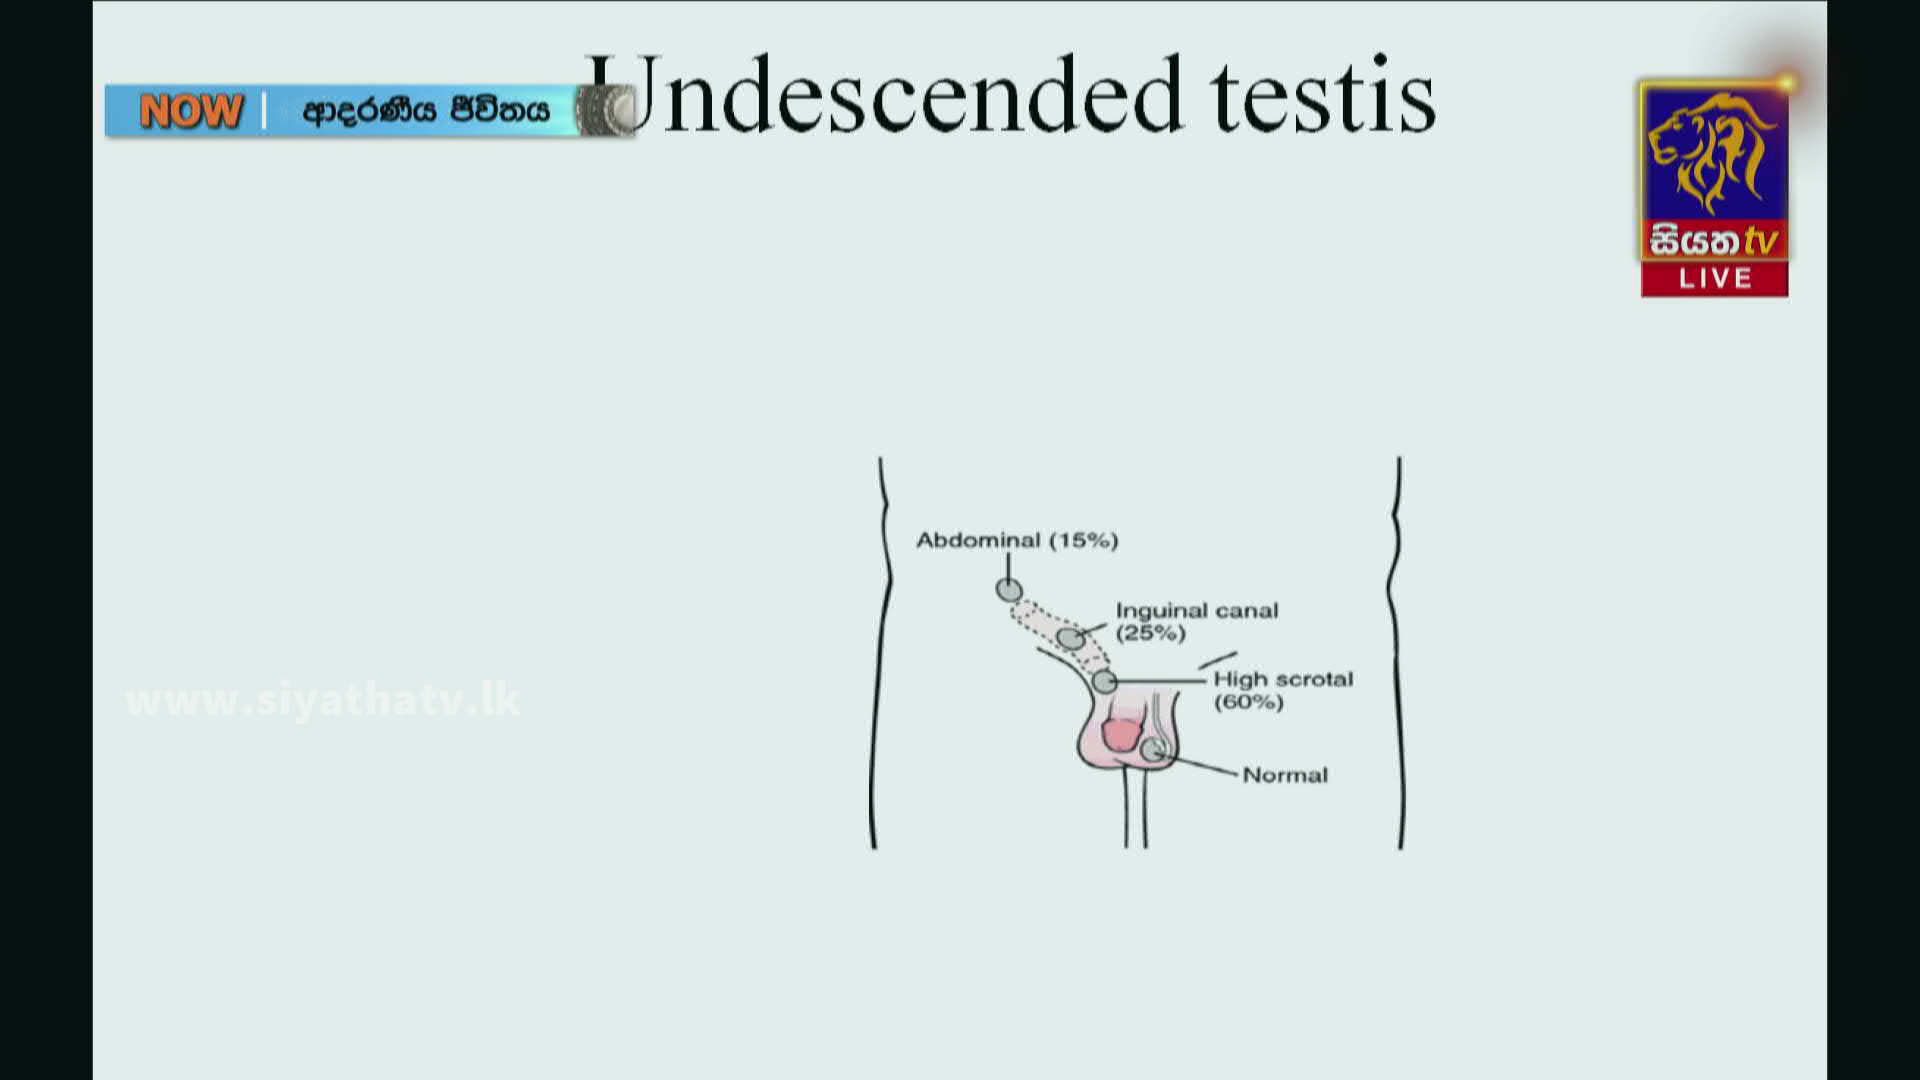 Undescended testis
NOW | ආදරණීය ජීවිතය
සියත tv
LIVE
Abdominal (15%)
Inguinal canal
(25%)
High scrotal
(60%)
www.siyathatv.lk
Normal